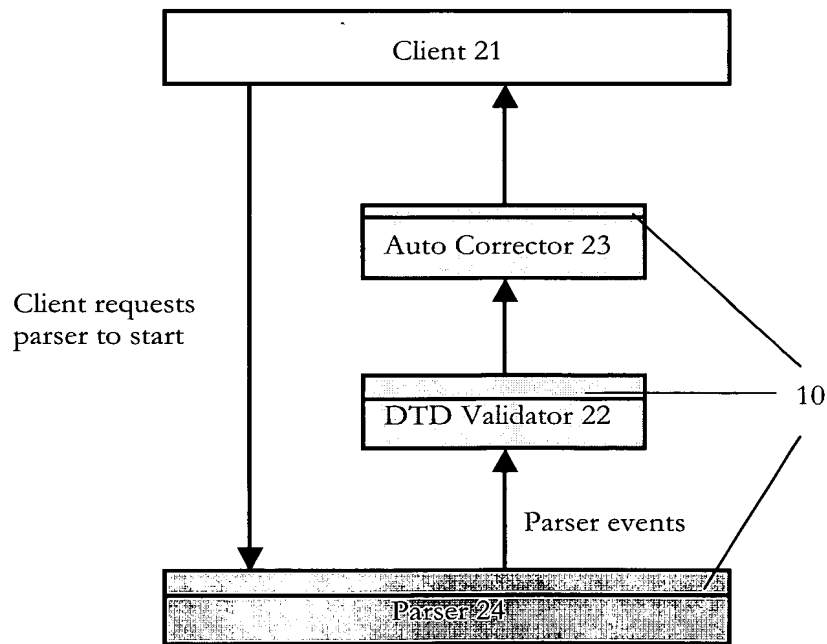 Client 21
Auto Corrector 23
Client requests
parser to start
10
DTD Validator 22
Parser events
Parser 24